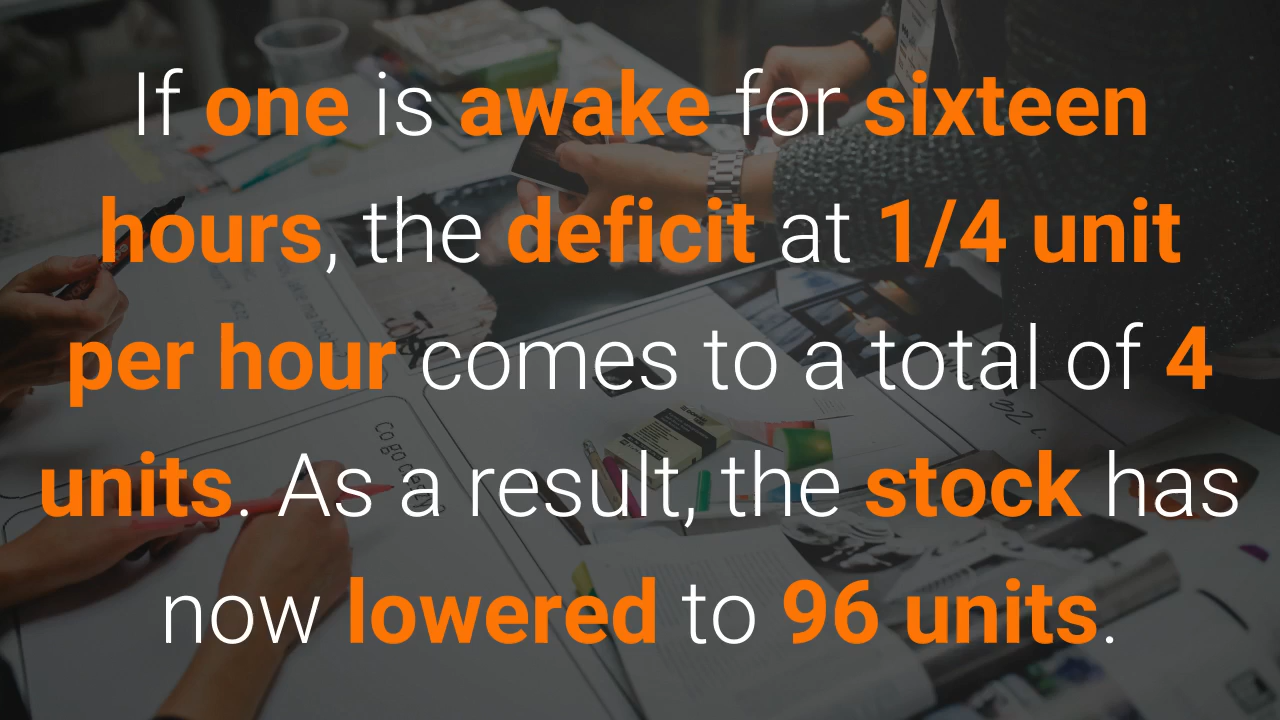 If one is awake for sixteen
hours, the deficit at 1/4 unit
per hour comes to a total of 4
units. As a result, the stock has
now lowered to 96 units.